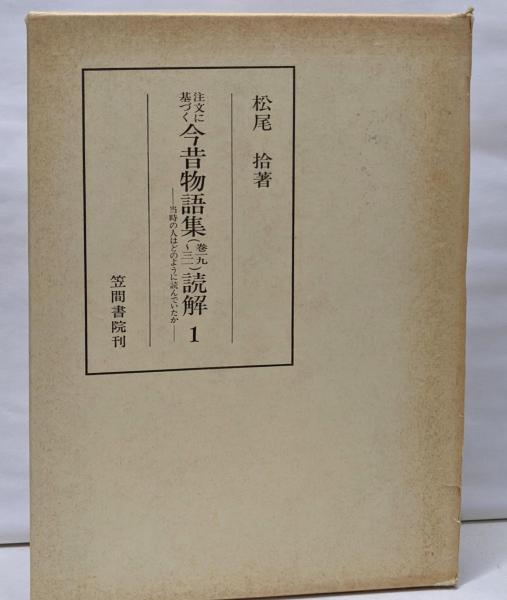 松尾 拾著
注文に基づく 今昔物語集（巻一九～三一）読解 1
――当時の人はどのように読んでいたか――
笠間書院刊